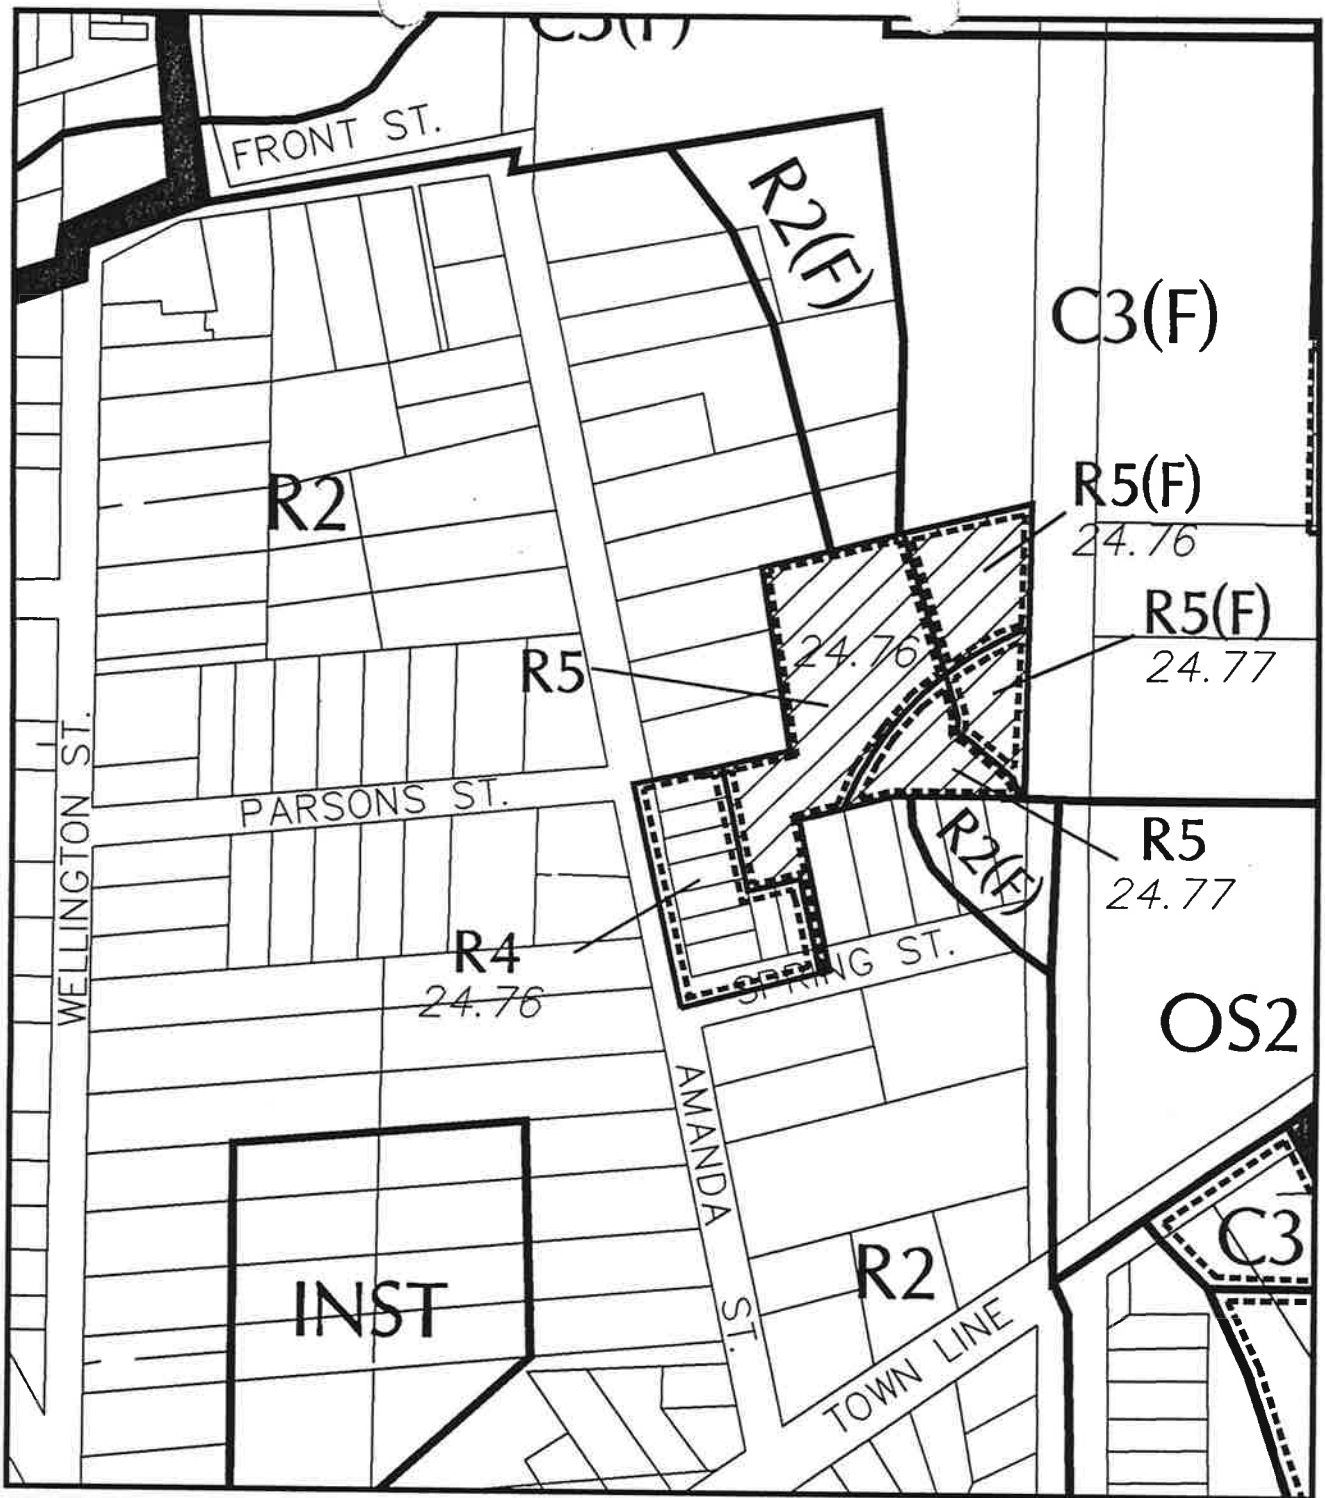 C3(F)
FRONT ST.
R2(F)
C3(F)
R5(F)
24.76
R2
R5(F)
24.77
24.76
R5
WELLINGTON ST.
PARSONS ST.
R2(F)
R5
24.77
R4
24.76
SPRING ST.
OS2
AMANDA ST.
C3
R2
INST
TOWN LINE